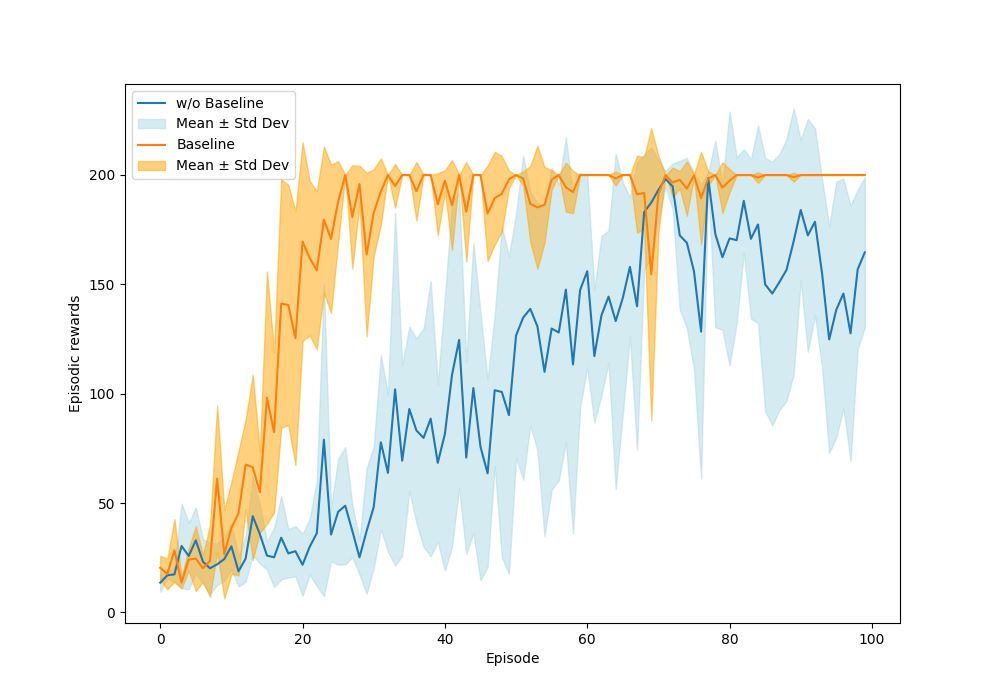 w/o Baseline
Mean ± Std Dev
Baseline
Mean ± Std Dev
200
150
100
50
0
Episodic rewards
0 20 40 60 80 100
Episode